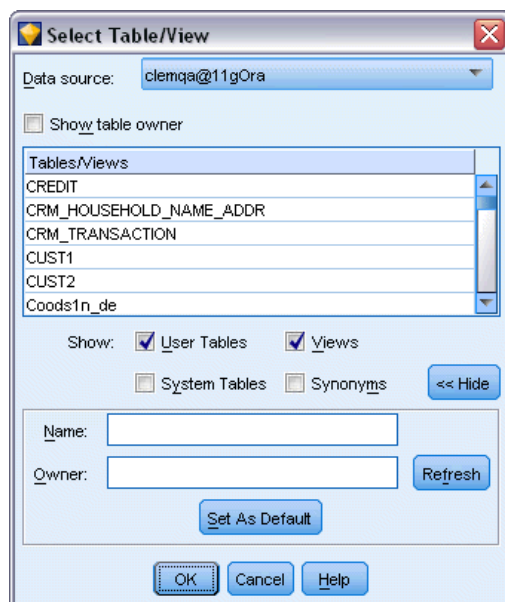 Select Table/View
Data source: clemqa@11gOra
Show table owner
Tables/Views
CREDIT
CRM_HOUSEHOLD_NAME_ADDR
CRM_TRANSACTION
CUST1
CUST2
Coods1n_de
Show: User Tables Views
System Tables Synonyms << Hide
Name:
Owner: Refresh
Set As Default
OK Cancel Help